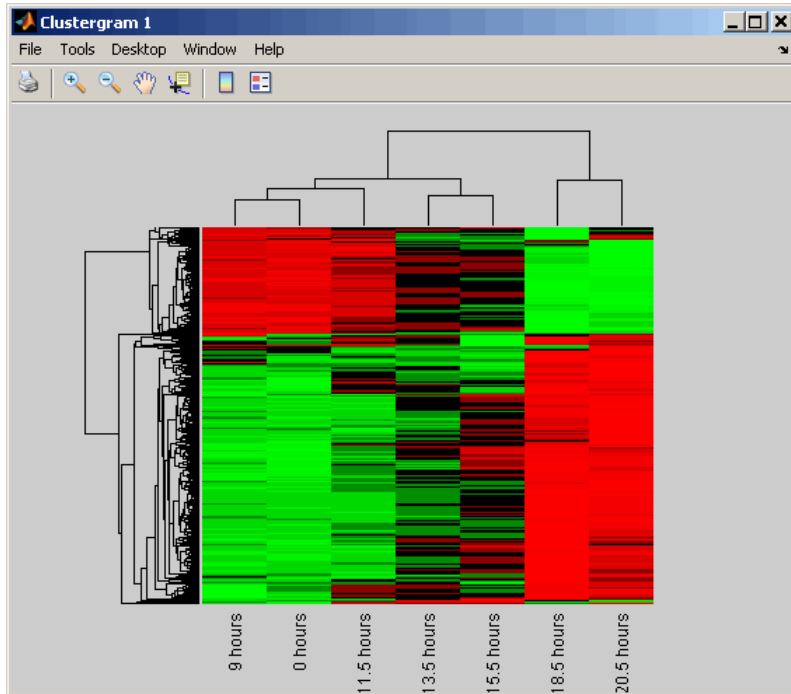 Clustergram 1
File Tools Desktop Window Help
9 hours
0 hours
11.5 hours
13.5 hours
15.5 hours
18.5 hours
20.5 hours